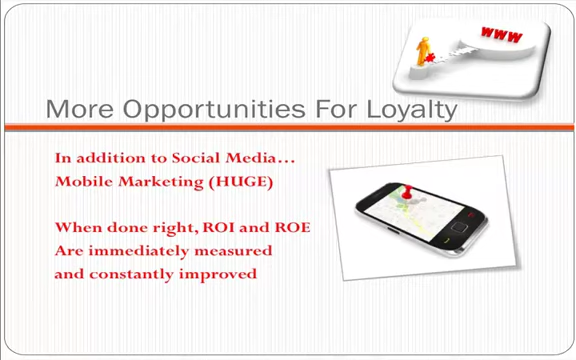 WWW
More Opportunities For Loyalty
In addition to Social Media…
Mobile Marketing (HUGE)
When done right, ROI and ROE
Are immediately measured
and constantly improved